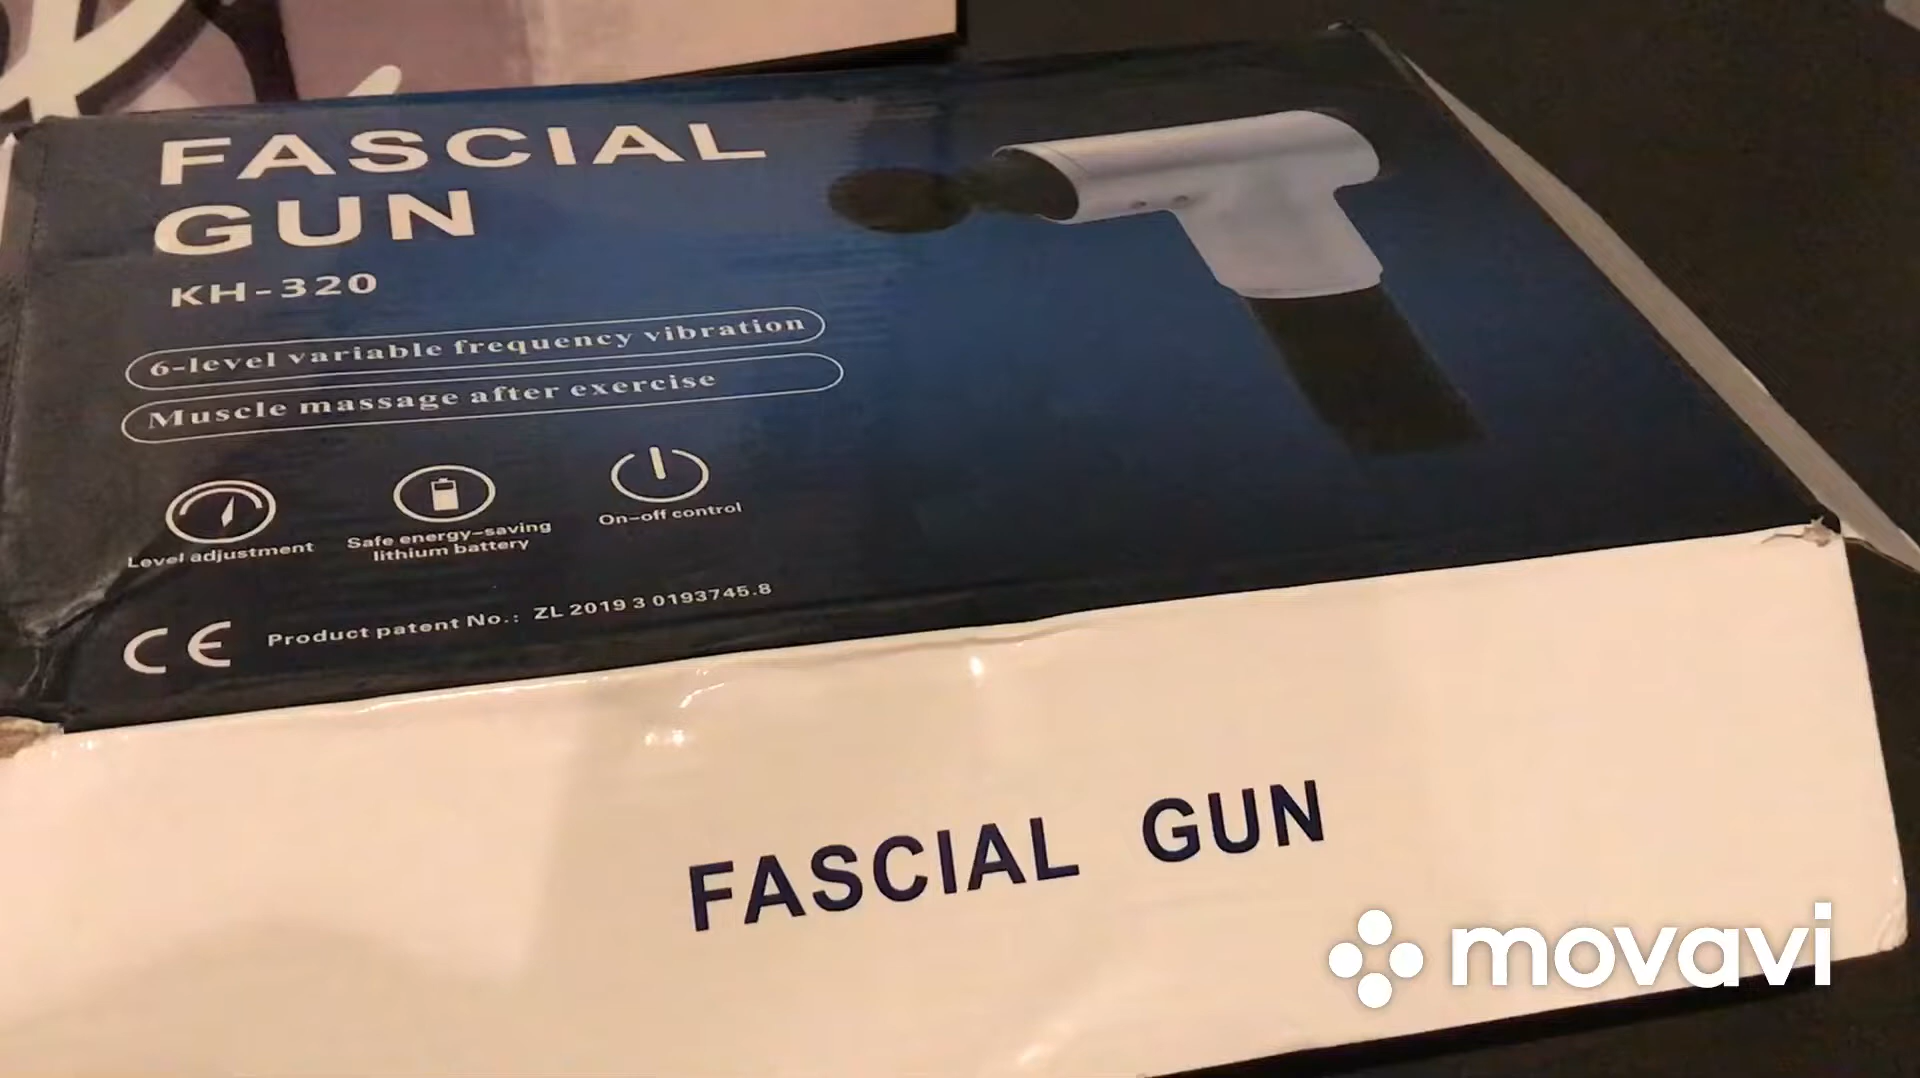 FASCIAL
GUN
KH-320
6-level variable frequency vibration
Muscle massage after exercise
Level adjustment
Safe energy-saving
lithium battery
On-off control
CE
Product patent No.: ZL 2019 3 0193745.8
FASCIAL GUN
movavi